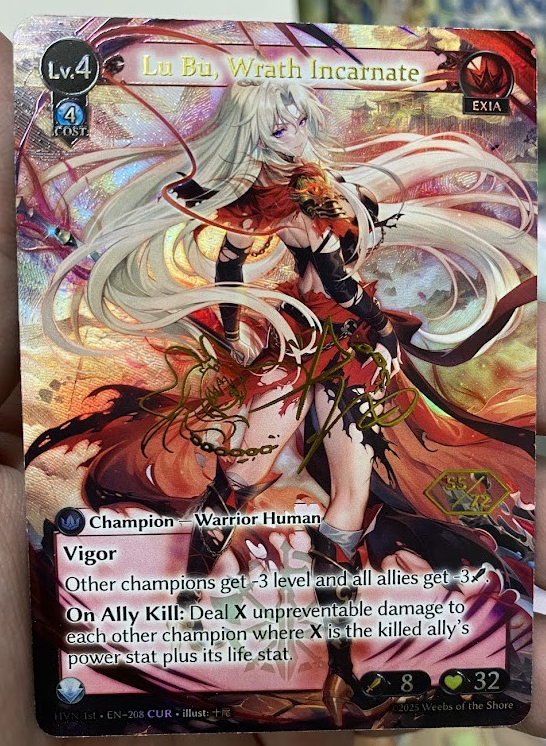 Lv.4
Lu Bu, Wrath Incarnate
4
COST
EXIA
55/72
Champion — Warrior Human
Vigor
Other champions get -3 level and all allies get -3.
On Ally Kill: Deal X unpreventable damage to
each other champion where X is the killed ally's
power stat plus its life stat.
8
32
HVN 1st • EN-208 CUR • illust: 十尾
©2025 Weebs of the Shore